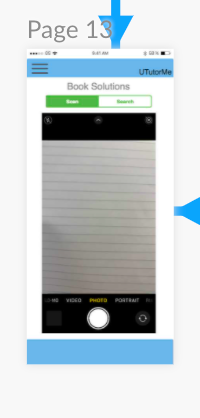 Page 13
9:41 AM
UTutorMe
Book Solutions
Scan Search
VIDEO PHOTO PORTRAIT